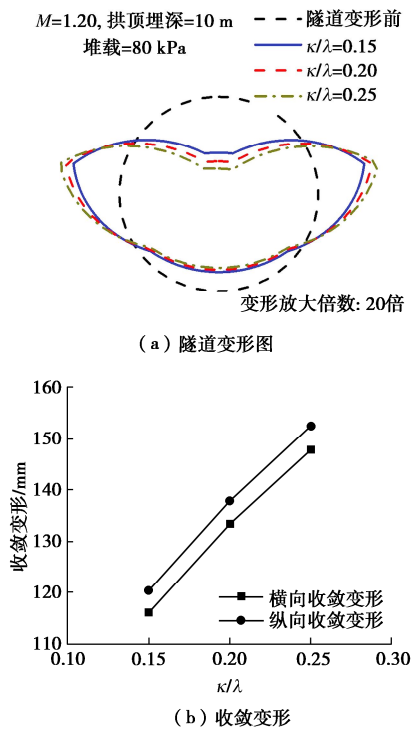 M=1.20, 拱顶埋深=10 m
堆载=80 kPa
隧道变形前
κ/λ=0.15
κ/λ=0.20
κ/λ=0.25
变形放大倍数: 20倍
(a) 隧道变形图
160
150
140
130
120
110
收敛变形/mm
横向收敛变形
纵向收敛变形
0.10 0.15 0.20 0.25 0.30
κ/λ
(b) 收敛变形